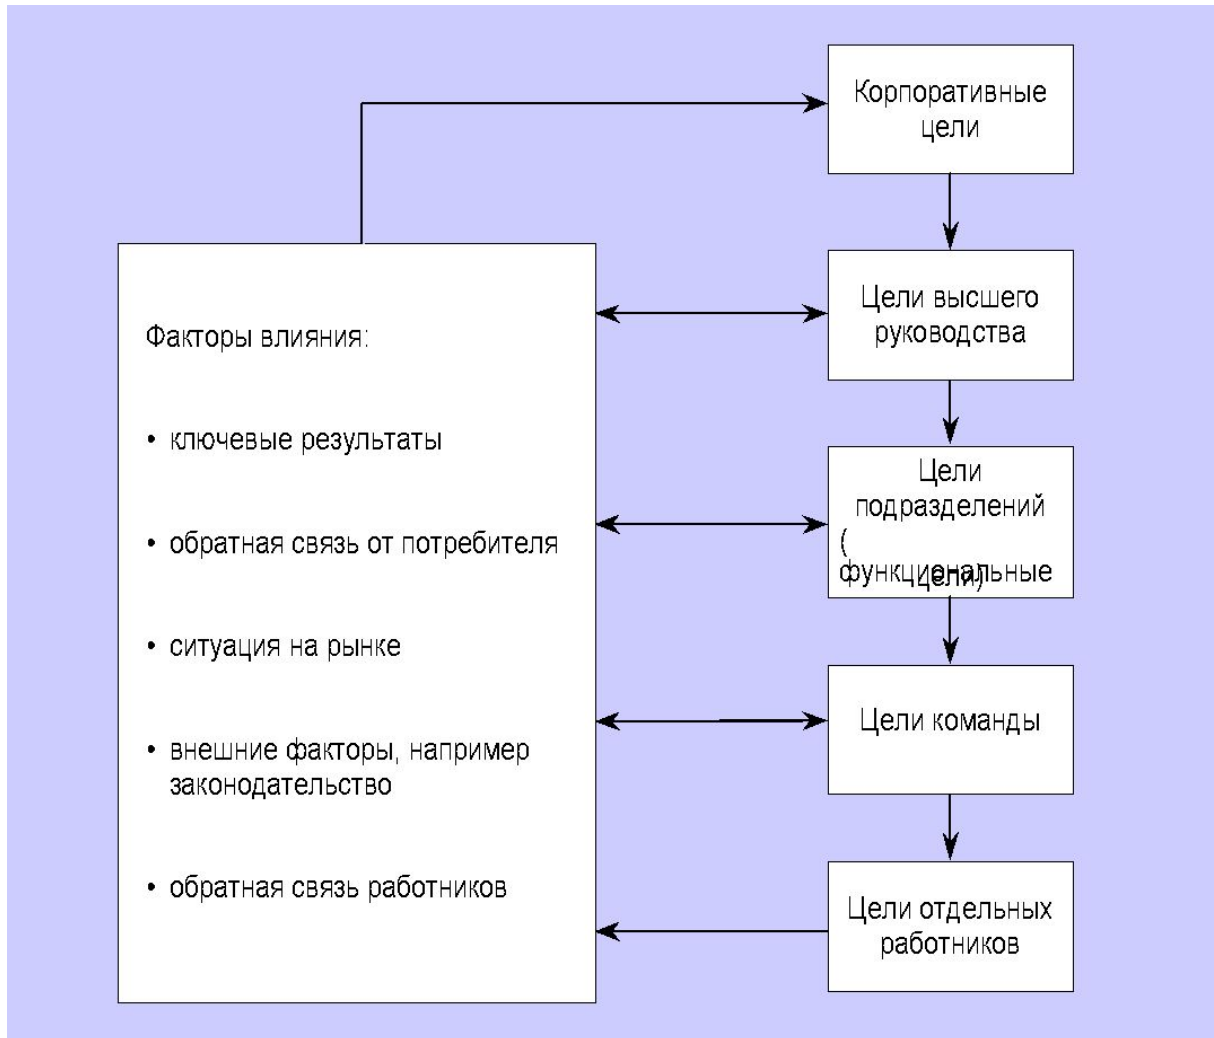 Корпоративные
цели
Цели высшего
руководства
Факторы влияния:
• ключевые результаты
• обратная связь от потребителя
• ситуация на рынке
• внешние факторы, например
законодательство
• обратная связь работников
Цели
подразделений
(
функциональные
цели)
Цели команды
Цели отдельных
работников